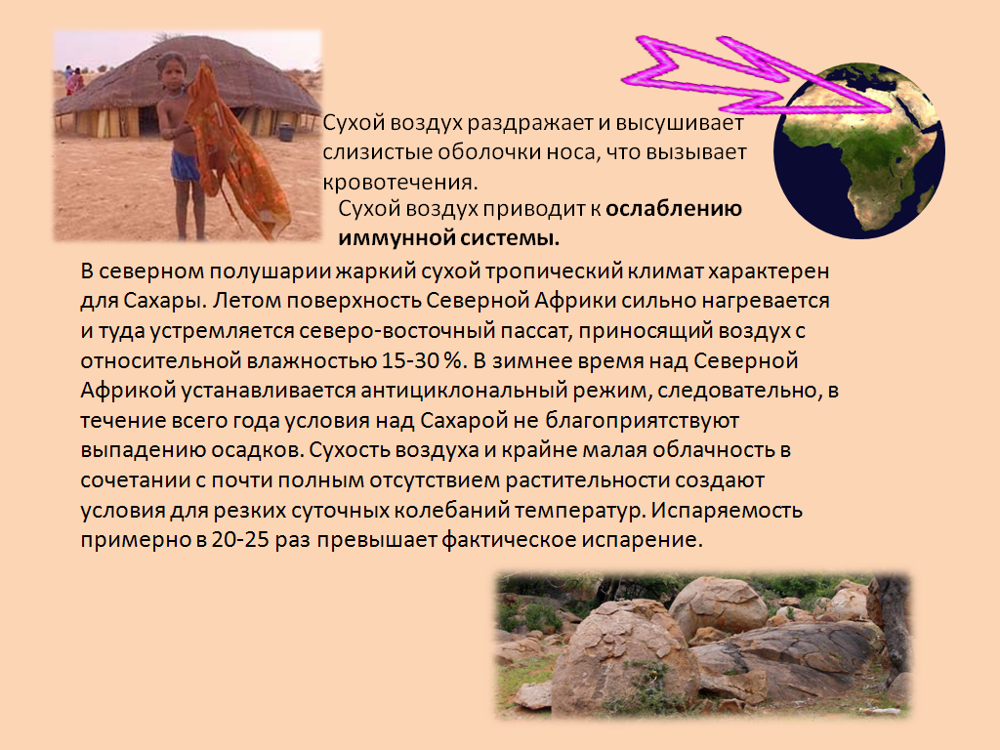 Сухой воздух раздражает и высушивает
слизистые оболочки носа, что вызывает
кровотечения.
Сухой воздух приводит к ослаблению
иммунной системы.
В северном полушарии жаркий сухой тропический климат характерен
для Сахары. Летом поверхность Северной Африки сильно нагревается
и туда устремляется северо-восточный пассат, приносящий воздух с
относительной влажностью 15-30 %. В зимнее время над Северной
Африкой устанавливается антициклональный режим, следовательно, в
течение всего года условия над Сахарой не благоприятствуют
выпадению осадков. Сухость воздуха и крайне малая облачность в
сочетании с почти полным отсутствием растительности создают
условия для резких суточных колебаний температур. Испаряемость
примерно в 20-25 раз превышает фактическое испарение.